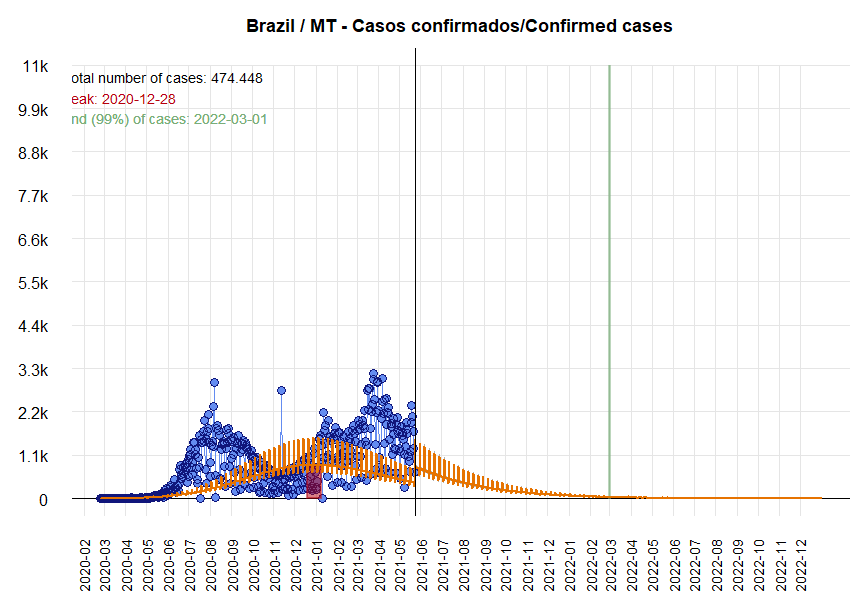 Brazil / MT - Casos confirmados/Confirmed cases
11k
otal number of cases: 474.448
eak: 2020-12-28
nd (99%) of cases: 2022-03-01
9.9k
8.8k
7.7k
6.6k
5.5k
4.4k
3.3k
2.2k
1.1k
0
2020-02
2020-03
2020-04
2020-05
2020-06
2020-07
2020-08
2020-09
2020-10
2020-11
2020-12
2021-01
2021-02
2021-03
2021-04
2021-05
2021-06
2021-07
2021-08
2021-09
2021-10
2021-11
2021-12
2022-01
2022-02
2022-03
2022-04
2022-05
2022-06
2022-07
2022-08
2022-09
2022-10
2022-11
2022-12